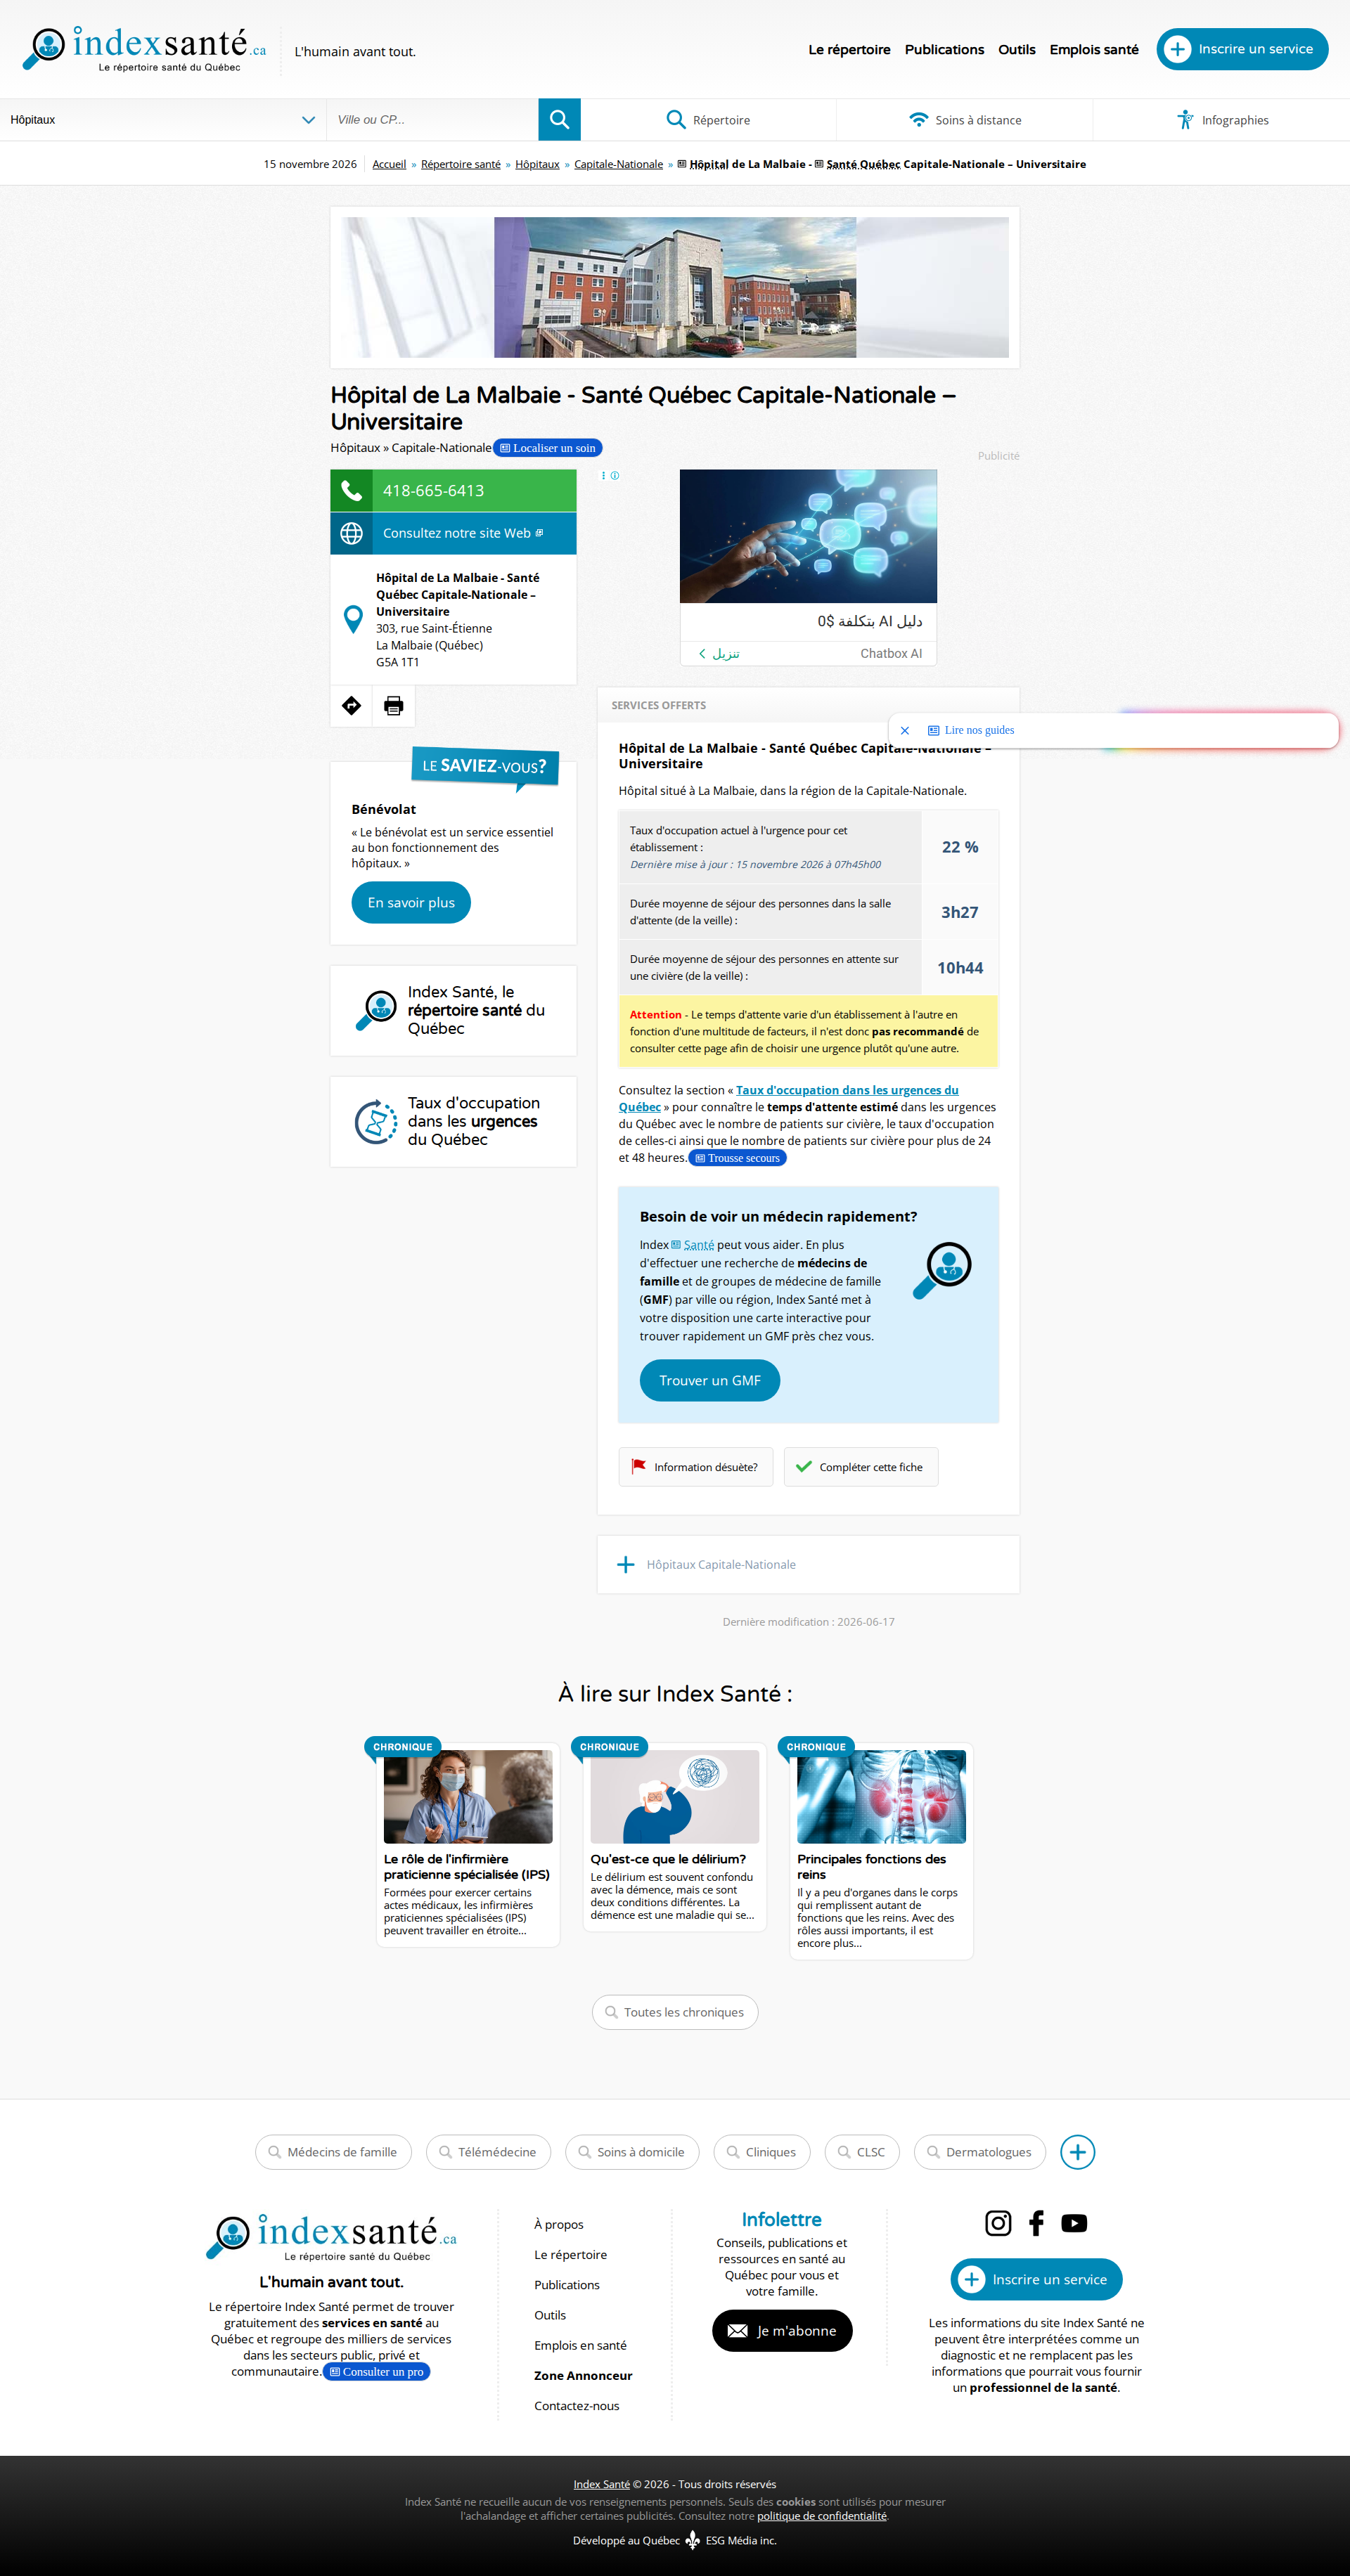 indexsanté.ca
Le répertoire santé du Québec
L'humain avant tout.
Le répertoire
Publications
Outils
Emplois santé
Inscrire un service
Hôpitaux
Ville ou CP...
Répertoire
Soins à distance
Infographies
15 novembre 2026 Accueil » Répertoire santé » Hôpitaux » Capitale-Nationale » Hôpital de La Malbaie - Santé Québec Capitale-Nationale – Universitaire
Hôpital de La Malbaie - Santé Québec Capitale-Nationale –
Universitaire
Hôpitaux » Capitale-Nationale Localiser un soin
Publicité
418-665-6413
Consultez notre site Web
Hôpital de La Malbaie - Santé
Québec Capitale-Nationale –
Universitaire
303, rue Saint-Étienne
La Malbaie (Québec)
G5A 1T1
دليل AI بتكلفة $0
Chatbox AI
تنزيل
LE SAVIEZ-VOUS?
Bénévolat
« Le bénévolat est un service essentiel
au bon fonctionnement des
hôpitaux. »
En savoir plus
Index Santé, le
répertoire santé du
Québec
Taux d'occupation
dans les urgences
du Québec
SERVICES OFFERTS
Lire nos guides
Hôpital de La Malbaie - Santé Québec Capitale-Nationale –
Universitaire
Hôpital situé à La Malbaie, dans la région de la Capitale-Nationale.
Taux d'occupation actuel à l'urgence pour cet
établissement :
Dernière mise à jour : 15 novembre 2026 à 07h45h00
22 %
Durée moyenne de séjour des personnes dans la salle
d'attente (de la veille) :
3h27
Durée moyenne de séjour des personnes en attente sur
une civière (de la veille) :
10h44
Attention - Le temps d'attente varie d'un établissement à l'autre en
fonction d'une multitude de facteurs, il n'est donc pas recommandé de
consulter cette page afin de choisir une urgence plutôt qu'une autre.
Consultez la section « Taux d'occupation dans les urgences du
Québec » pour connaître le temps d'attente estimé dans les urgences
du Québec avec le nombre de patients sur civière, le taux d'occupation
de celles-ci ainsi que le nombre de patients sur civière pour plus de 24
et 48 heures. Trousse secours
Besoin de voir un médecin rapidement?
Index Santé peut vous aider. En plus
d'effectuer une recherche de médecins de
famille et de groupes de médecine de famille
(GMF) par ville ou région, Index Santé met à
votre disposition une carte interactive pour
trouver rapidement un GMF près chez vous.
Trouver un GMF
Information désuète?
Compléter cette fiche
Hôpitaux Capitale-Nationale
Dernière modification : 2026-06-17
À lire sur Index Santé :
CHRONIQUE
Le rôle de l'infirmière
praticienne spécialisée (IPS)
Formées pour exercer certains
actes médicaux, les infirmières
praticiennes spécialisées (IPS)
peuvent travailler en étroite...
CHRONIQUE
Qu'est-ce que le délirium?
Le délirium est souvent confondu
avec la démence, mais ce sont
deux conditions différentes. La
démence est une maladie qui se...
CHRONIQUE
Principales fonctions des
reins
Il y a peu d'organes dans le corps
qui remplissent autant de
fonctions que les reins. Avec des
rôles aussi importants, il est
encore plus...
Toutes les chroniques
Médecins de famille
Télémédecine
Soins à domicile
Cliniques
CLSC
Dermatologues
indexsanté.ca
Le répertoire santé du Québec
L'humain avant tout.
Le répertoire Index Santé permet de trouver
gratuitement des services en santé au
Québec et regroupe des milliers de services
dans les secteurs public, privé et
communautaire. Consulter un pro
À propos
Le répertoire
Publications
Outils
Emplois en santé
Zone Annonceur
Contactez-nous
Infolettre
Conseils, publications et
ressources en santé au
Québec pour vous et
votre famille.
Je m'abonne
Inscrire un service
Les informations du site Index Santé ne
peuvent être interprétées comme un
diagnostic et ne remplacent pas les
informations que pourrait vous fournir
un professionnel de la santé.
Index Santé © 2026 - Tous droits réservés
Index Santé ne recueille aucun de vos renseignements personnels. Seuls des cookies sont utilisés pour mesurer
l'achalandage et afficher certaines publicités. Consultez notre politique de confidentialité.
Développé au Québec ESG Média inc.